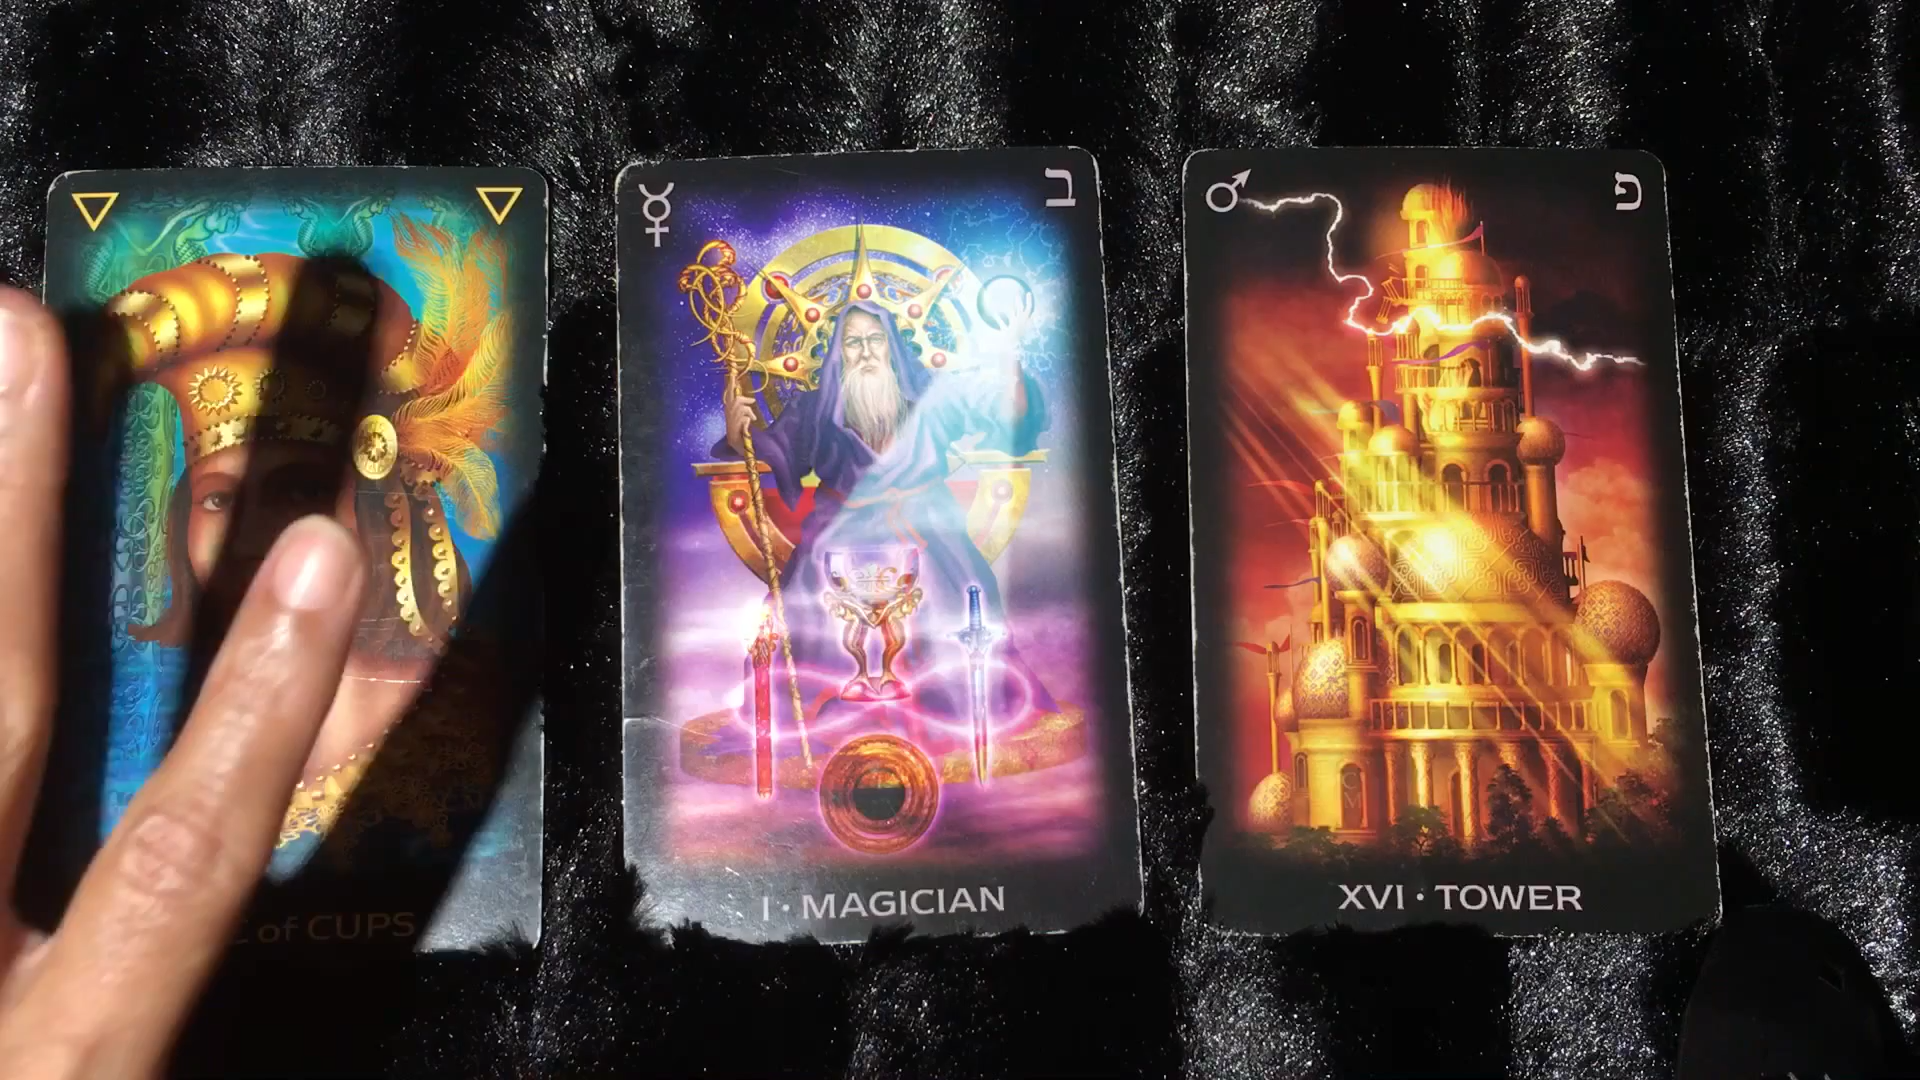 of CUPS
ב
I · MAGICIAN
פ
XVI · TOWER